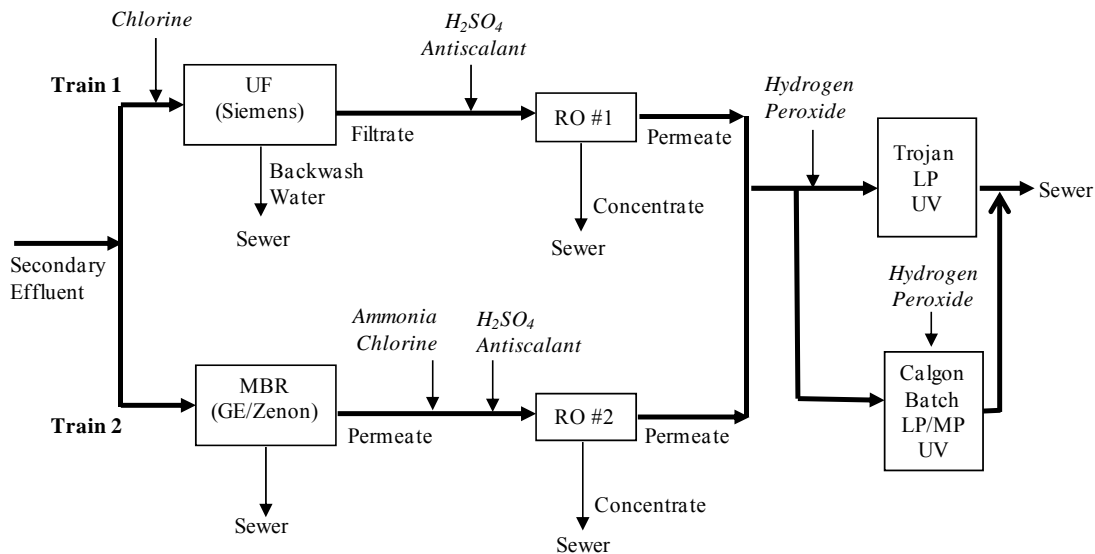 Chlorine
H₂SO₄
Antiscalant
Train 1
UF
(Siemens)
Filtrate
RO #1
Permeate
Backwash
Water
Sewer
Concentrate
Sewer
Hydrogen
Peroxide
Trojan
LP
UV
Sewer
Secondary
Effluent
Hydrogen
Peroxide
Calgon
Batch
LP/MP
UV
Ammonia
Chlorine
H₂SO₄
Antiscalant
Train 2
MBR
(GE/Zenon)
Permeate
RO #2
Permeate
Sewer
Concentrate
Sewer